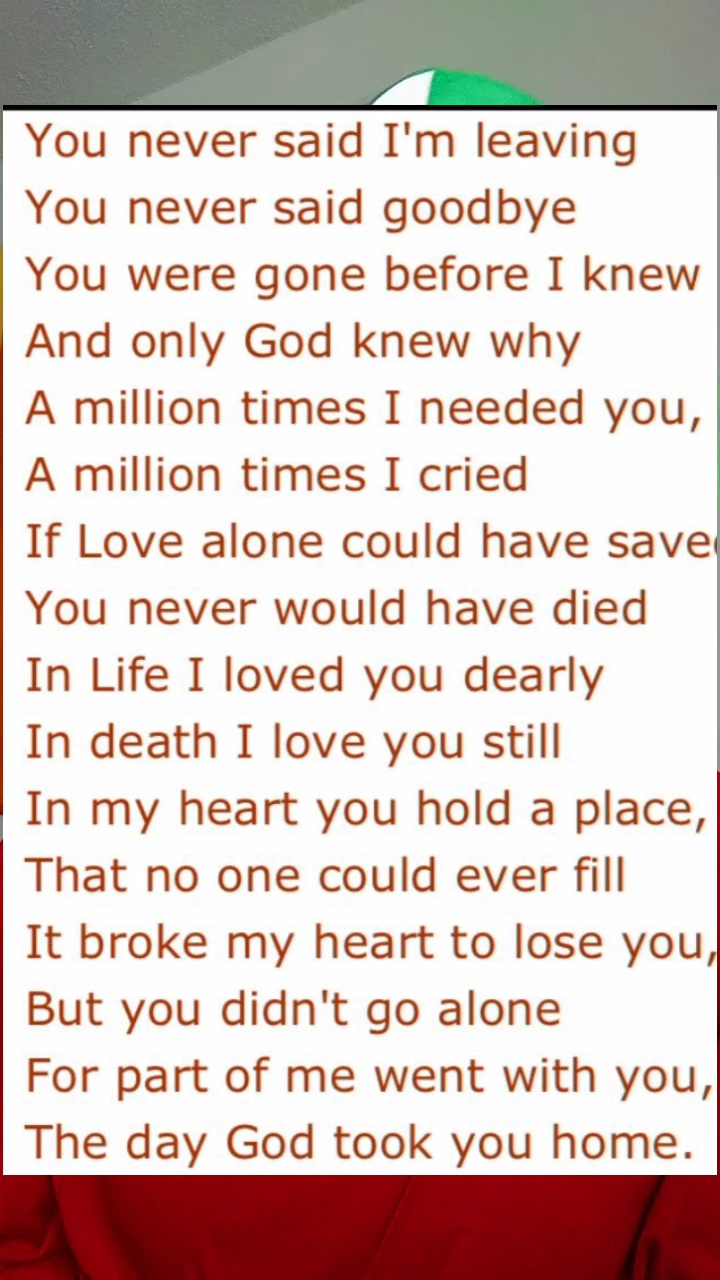 You never said I'm leaving
You never said goodbye
You were gone before I knew
And only God knew why
A million times I needed you,
A million times I cried
If Love alone could have saved
You never would have died
In Life I loved you dearly
In death I love you still
In my heart you hold a place,
That no one could ever fill
It broke my heart to lose you,
But you didn't go alone
For part of me went with you,
The day God took you home.